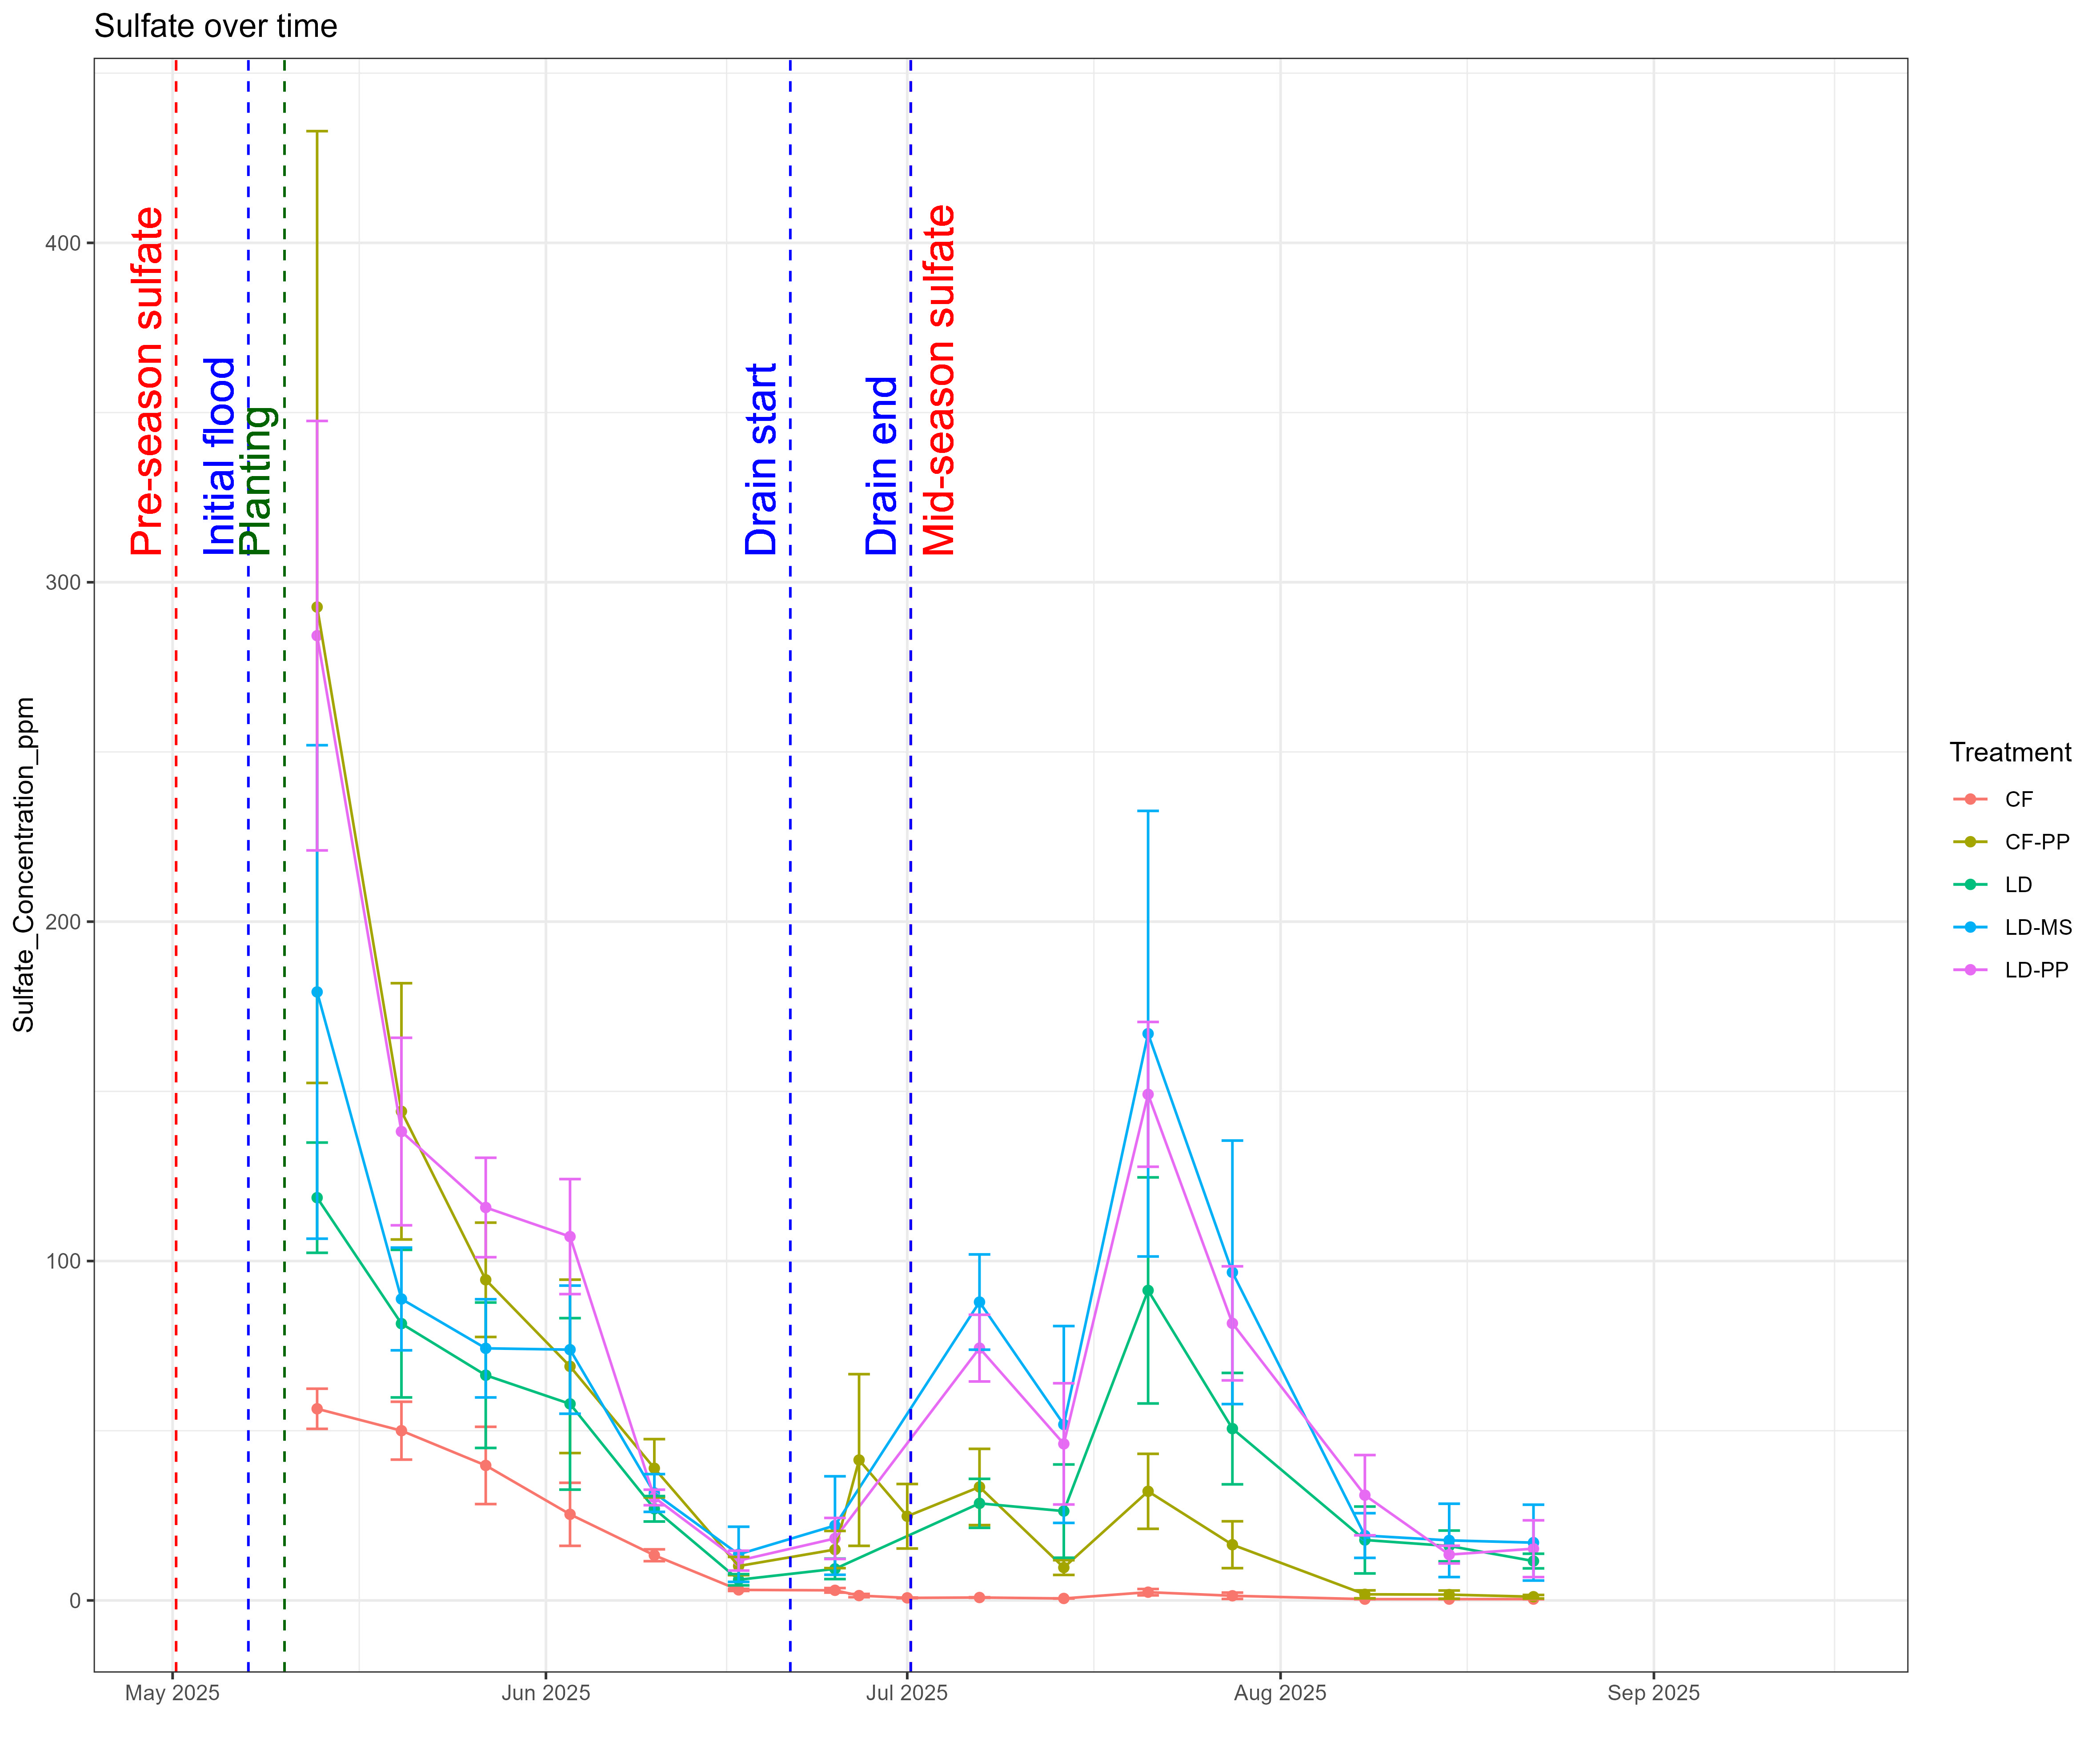 Sulfate over time
Sulfate_Concentration_ppm
400
300
200
100
0
Pre-season sulfate
Initial flood
Planting
Drain start
Drain end
Mid-season sulfate
May 2025
Jun 2025
Jul 2025
Aug 2025
Sep 2025
Treatment
CF
CF-PP
LD
LD-MS
LD-PP